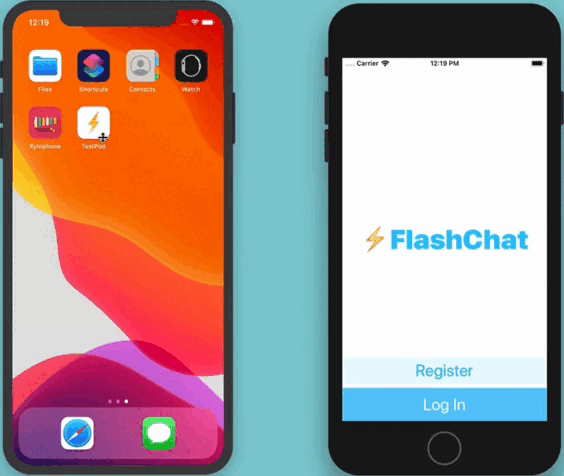 12:19
Files Shortcuts Contacts Watch
Xylophone TestPod
Carrier 12:19 PM
⚡FlashChat
Register
Log In